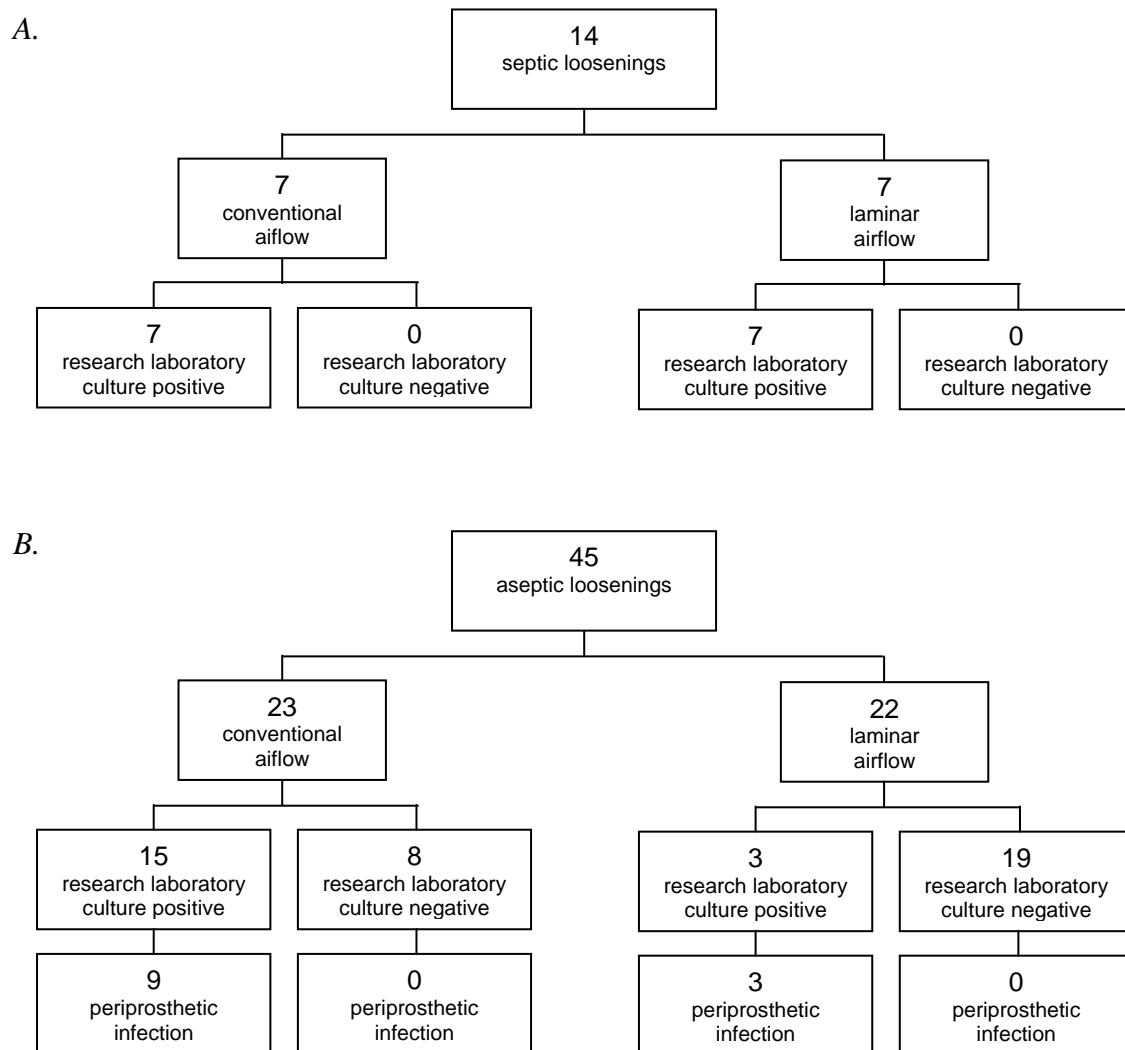 A.
14
septic loosenings
7
conventional
aiflow
7
laminar
airflow
7
research laboratory
culture positive
0
research laboratory
culture negative
7
research laboratory
culture positive
0
research laboratory
culture negative
B.
45
aseptic loosenings
23
conventional
aiflow
22
laminar
airflow
15
research laboratory
culture positive
8
research laboratory
culture negative
3
research laboratory
culture positive
19
research laboratory
culture negative
9
periprosthetic
infection
0
periprosthetic
infection
3
periprosthetic
infection
0
periprosthetic
infection